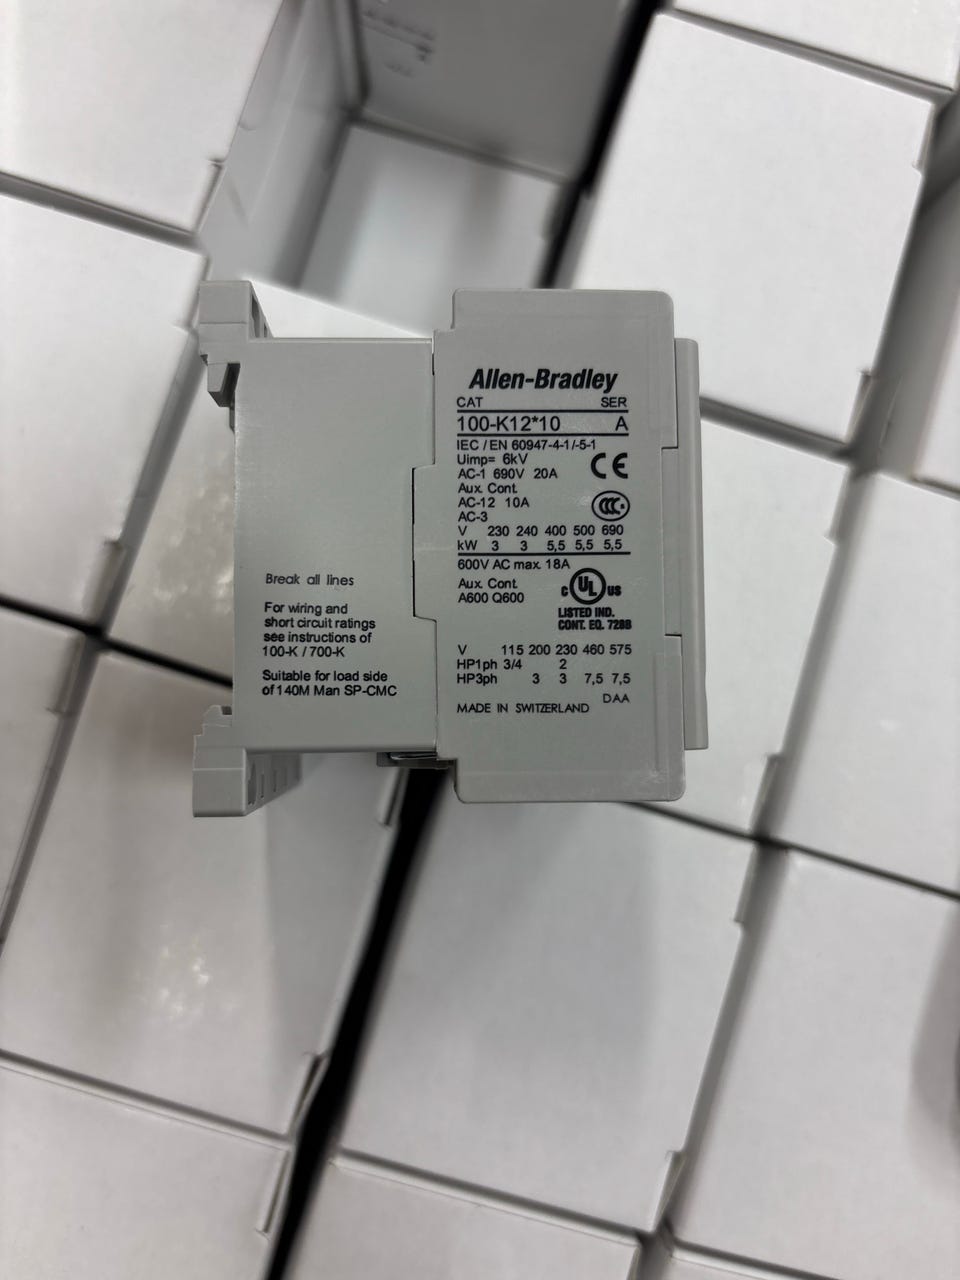 Allen-Bradley
CAT SER
100-K12*10 A
IEC / EN 60947-4-1/-5-1
Uimp= 6kV
CE
AC-1 690V 20A
Aux. Cont.
AC-12 10A
CCC
AC-3
V 230 240 400 500 690
kW 3 3 5,5 5,5 5,5
600V AC max. 18A
Aux. Cont.
A600 Q600
c UL us
LISTED IND.
CONT. EQ. 72BB
V 115 200 230 460 575
HP1ph 3/4 2
HP3ph 3 3 7,5 7,5
DAA
MADE IN SWITZERLAND
Break all lines
For wiring and
short circuit ratings
see instructions of
100-K / 700-K
Suitable for load side
of 140M Man SP-CMC